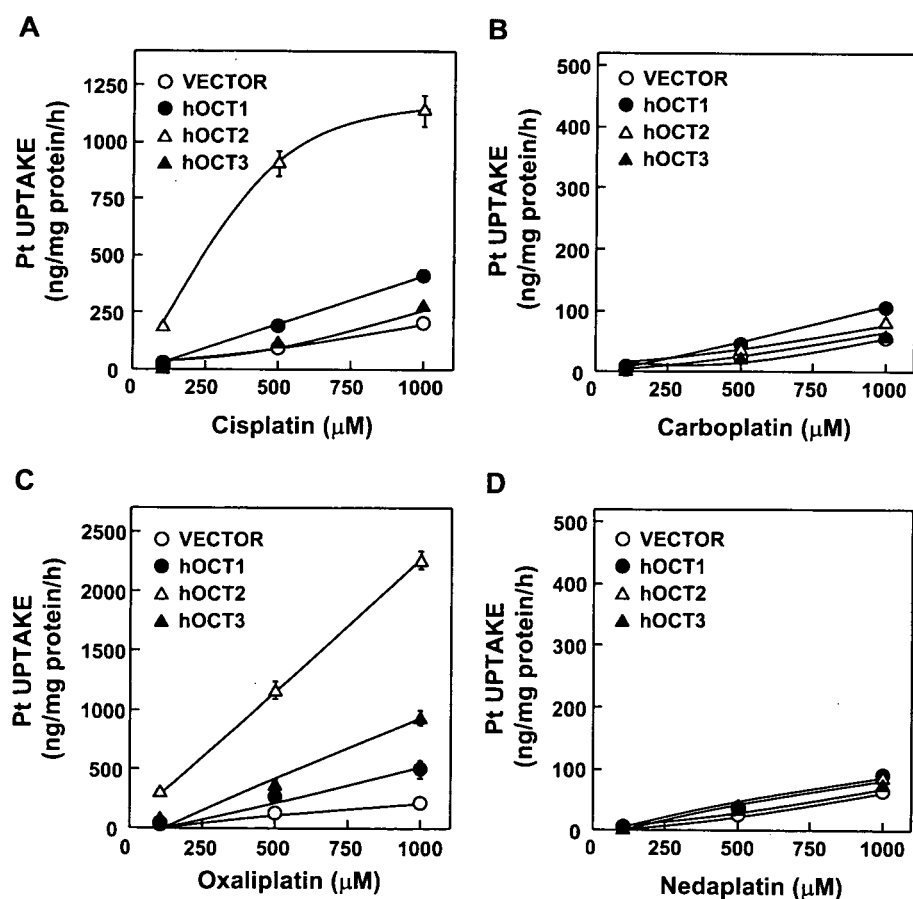 A
Pt UPTAKE
(ng/mg protein/h)
1250
1000
750
500
250
0
VECTOR
hOCT1
hOCT2
hOCT3
0 250 500 750 1000
Cisplatin (μM)
B
Pt UPTAKE
(ng/mg protein/h)
500
400
300
200
100
0
VECTOR
hOCT1
hOCT2
hOCT3
0 250 500 750 1000
Carboplatin (μM)
C
Pt UPTAKE
(ng/mg protein/h)
2500
2000
1500
1000
500
0
VECTOR
hOCT1
hOCT2
hOCT3
0 250 500 750 1000
Oxaliplatin (μM)
D
Pt UPTAKE
(ng/mg protein/h)
500
400
300
200
100
0
VECTOR
hOCT1
hOCT2
hOCT3
0 250 500 750 1000
Nedaplatin (μM)